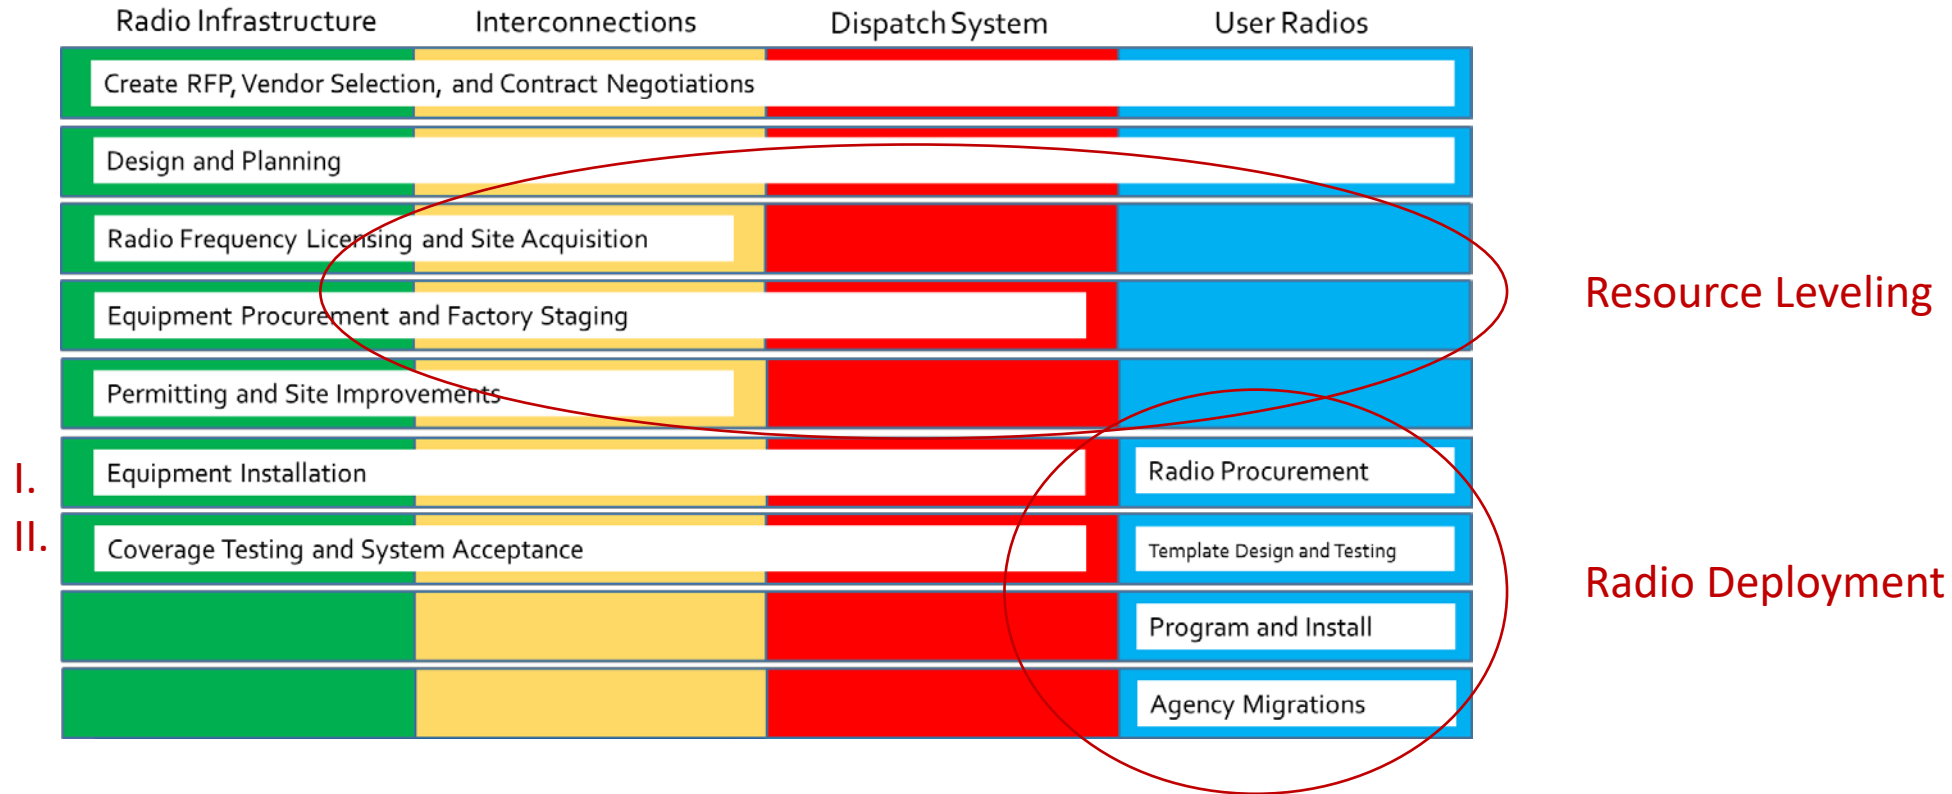 Radio Infrastructure
Interconnections
Dispatch System
User Radios
Create RFP, Vendor Selection, and Contract Negotiations
Design and Planning
Radio Frequency Licensing and Site Acquisition
Resource Leveling
Equipment Procurement and Factory Staging
Permitting and Site Improvements
I.
Equipment Installation
Radio Procurement
II.
Coverage Testing and System Acceptance
Template Design and Testing
Radio Deployment
Program and Install
Agency Migrations